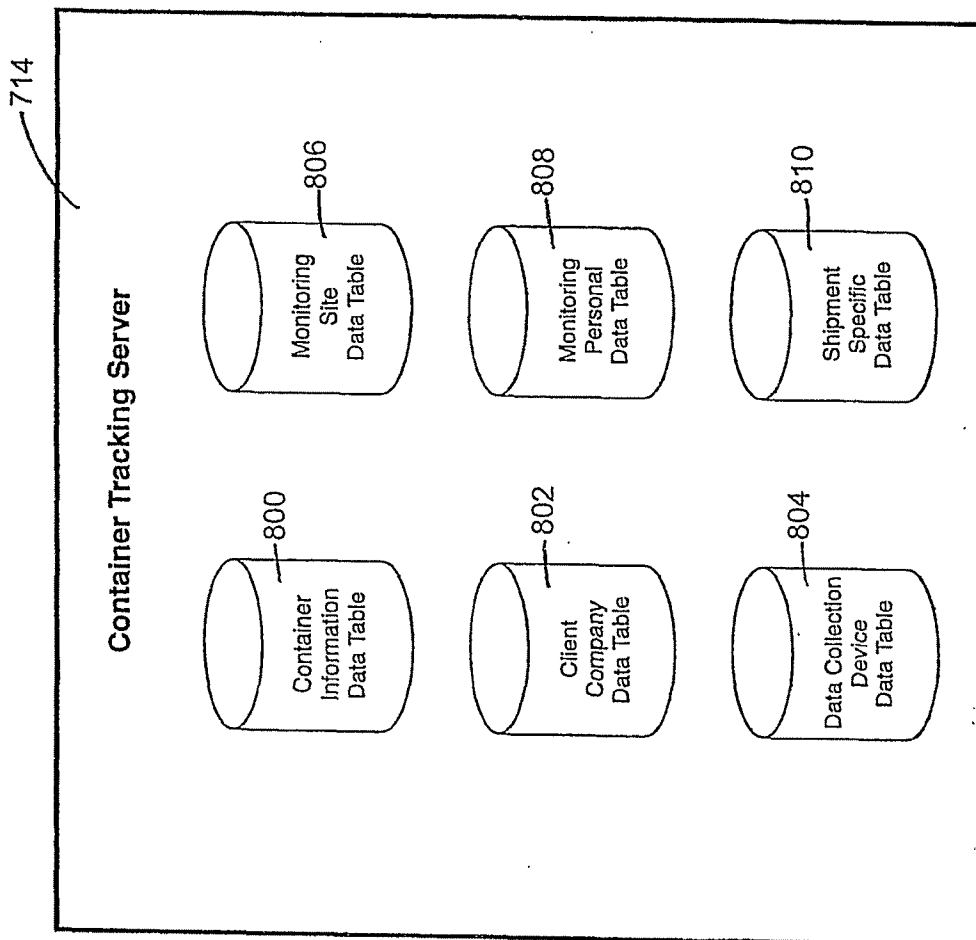 714
Container Tracking Server
800
Container
Information
Data Table
806
Monitoring
Site
Data Table
802
Client
Company
Data Table
808
Monitoring
Personal
Data Table
804
Data Collection
Device
Data Table
810
Shipment
Specific
Data Table